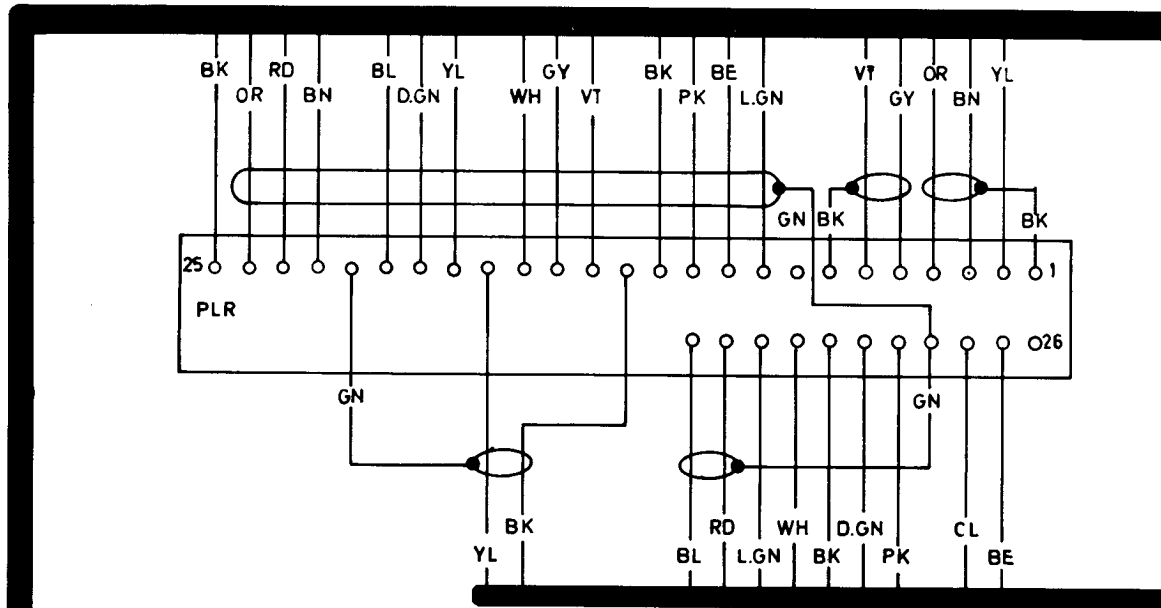 BK RD BL YL GY BK BE VT OR YL
OR BN D.GN WH VT PK L.GN GY BN
GN BK BK
25 1
PLR
26
GN GN
BK RD WH D.GN CL
YL BL L.GN BK PK BE